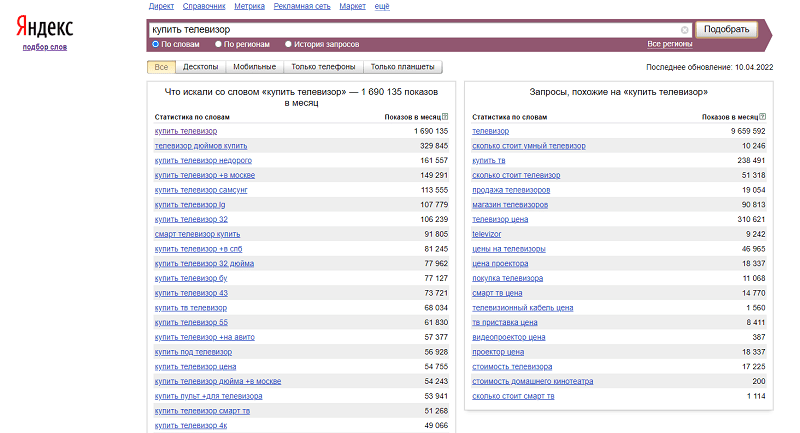 Директ Справочник Метрика Рекламная сеть Маркет ещё
Яндекс
подбор слов
купить телевизор Подобрать
По словам По регионам История запросов Все регионы
Все Десктопы Мобильные Только телефоны Только планшеты Последнее обновление: 10.04.2022
Что искали со словом «купить телевизор» — 1 690 135 показов
в месяц
Статистика по словам Показов в месяц ?
купить телевизор 1 690 135
телевизор дюймов купить 329 845
купить телевизор недорого 161 557
купить телевизор +в москве 149 291
купить телевизор самсунг 113 555
купить телевизор lg 107 779
купить телевизор 32 106 239
смарт телевизор купить 91 805
купить телевизор +в спб 81 245
купить телевизор 32 дюйма 77 962
купить телевизор бу 77 127
купить телевизор 43 73 721
купить тв телевизор 68 034
купить телевизор 55 61 830
купить телевизор +на авито 57 377
купить под телевизор 56 928
купить телевизор цена 54 755
купить телевизор дюйма +в москве 54 243
купить пульт +для телевизора 53 941
купить телевизор смарт тв 51 268
купить телевизор 4к 49 066
Запросы, похожие на «купить телевизор»
Статистика по словам Показов в месяц ?
телевизор 9 659 592
сколько стоит умный телевизор 10 246
купить тв 238 491
сколько стоит телевизор 51 318
продажа телевизоров 19 054
магазин телевизоров 90 813
телевизор цена 310 621
televizor 9 242
цены на телевизоры 46 965
цена проектора 18 337
покупка телевизора 11 068
смарт тв цена 14 770
телевизионный кабель цена 1 560
тв приставка цена 8 411
видеопроектор цена 387
проектор цена 18 337
стоимость телевизора 17 225
стоимость домашнего кинотеатра 200
сколько стоит смарт тв 1 114